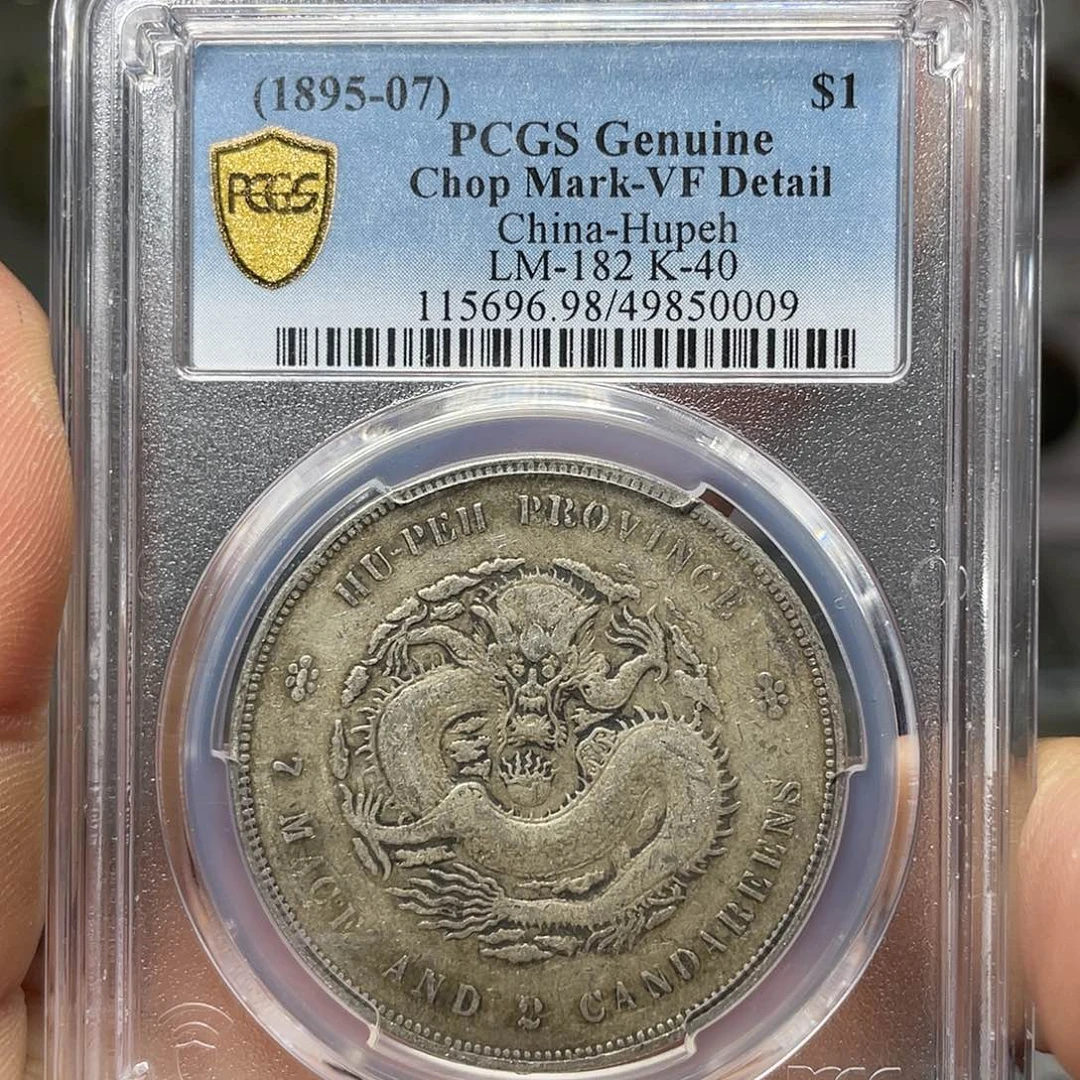 (1895-07) $1
PCGS Genuine
PCGS
Chop Mark-VF Detail
China-Hupeh
LM-182 K-40
115696.98/49850009
HU-PEH PROVINCE
7 MACE AND 2 CANDAREENS
PCGS